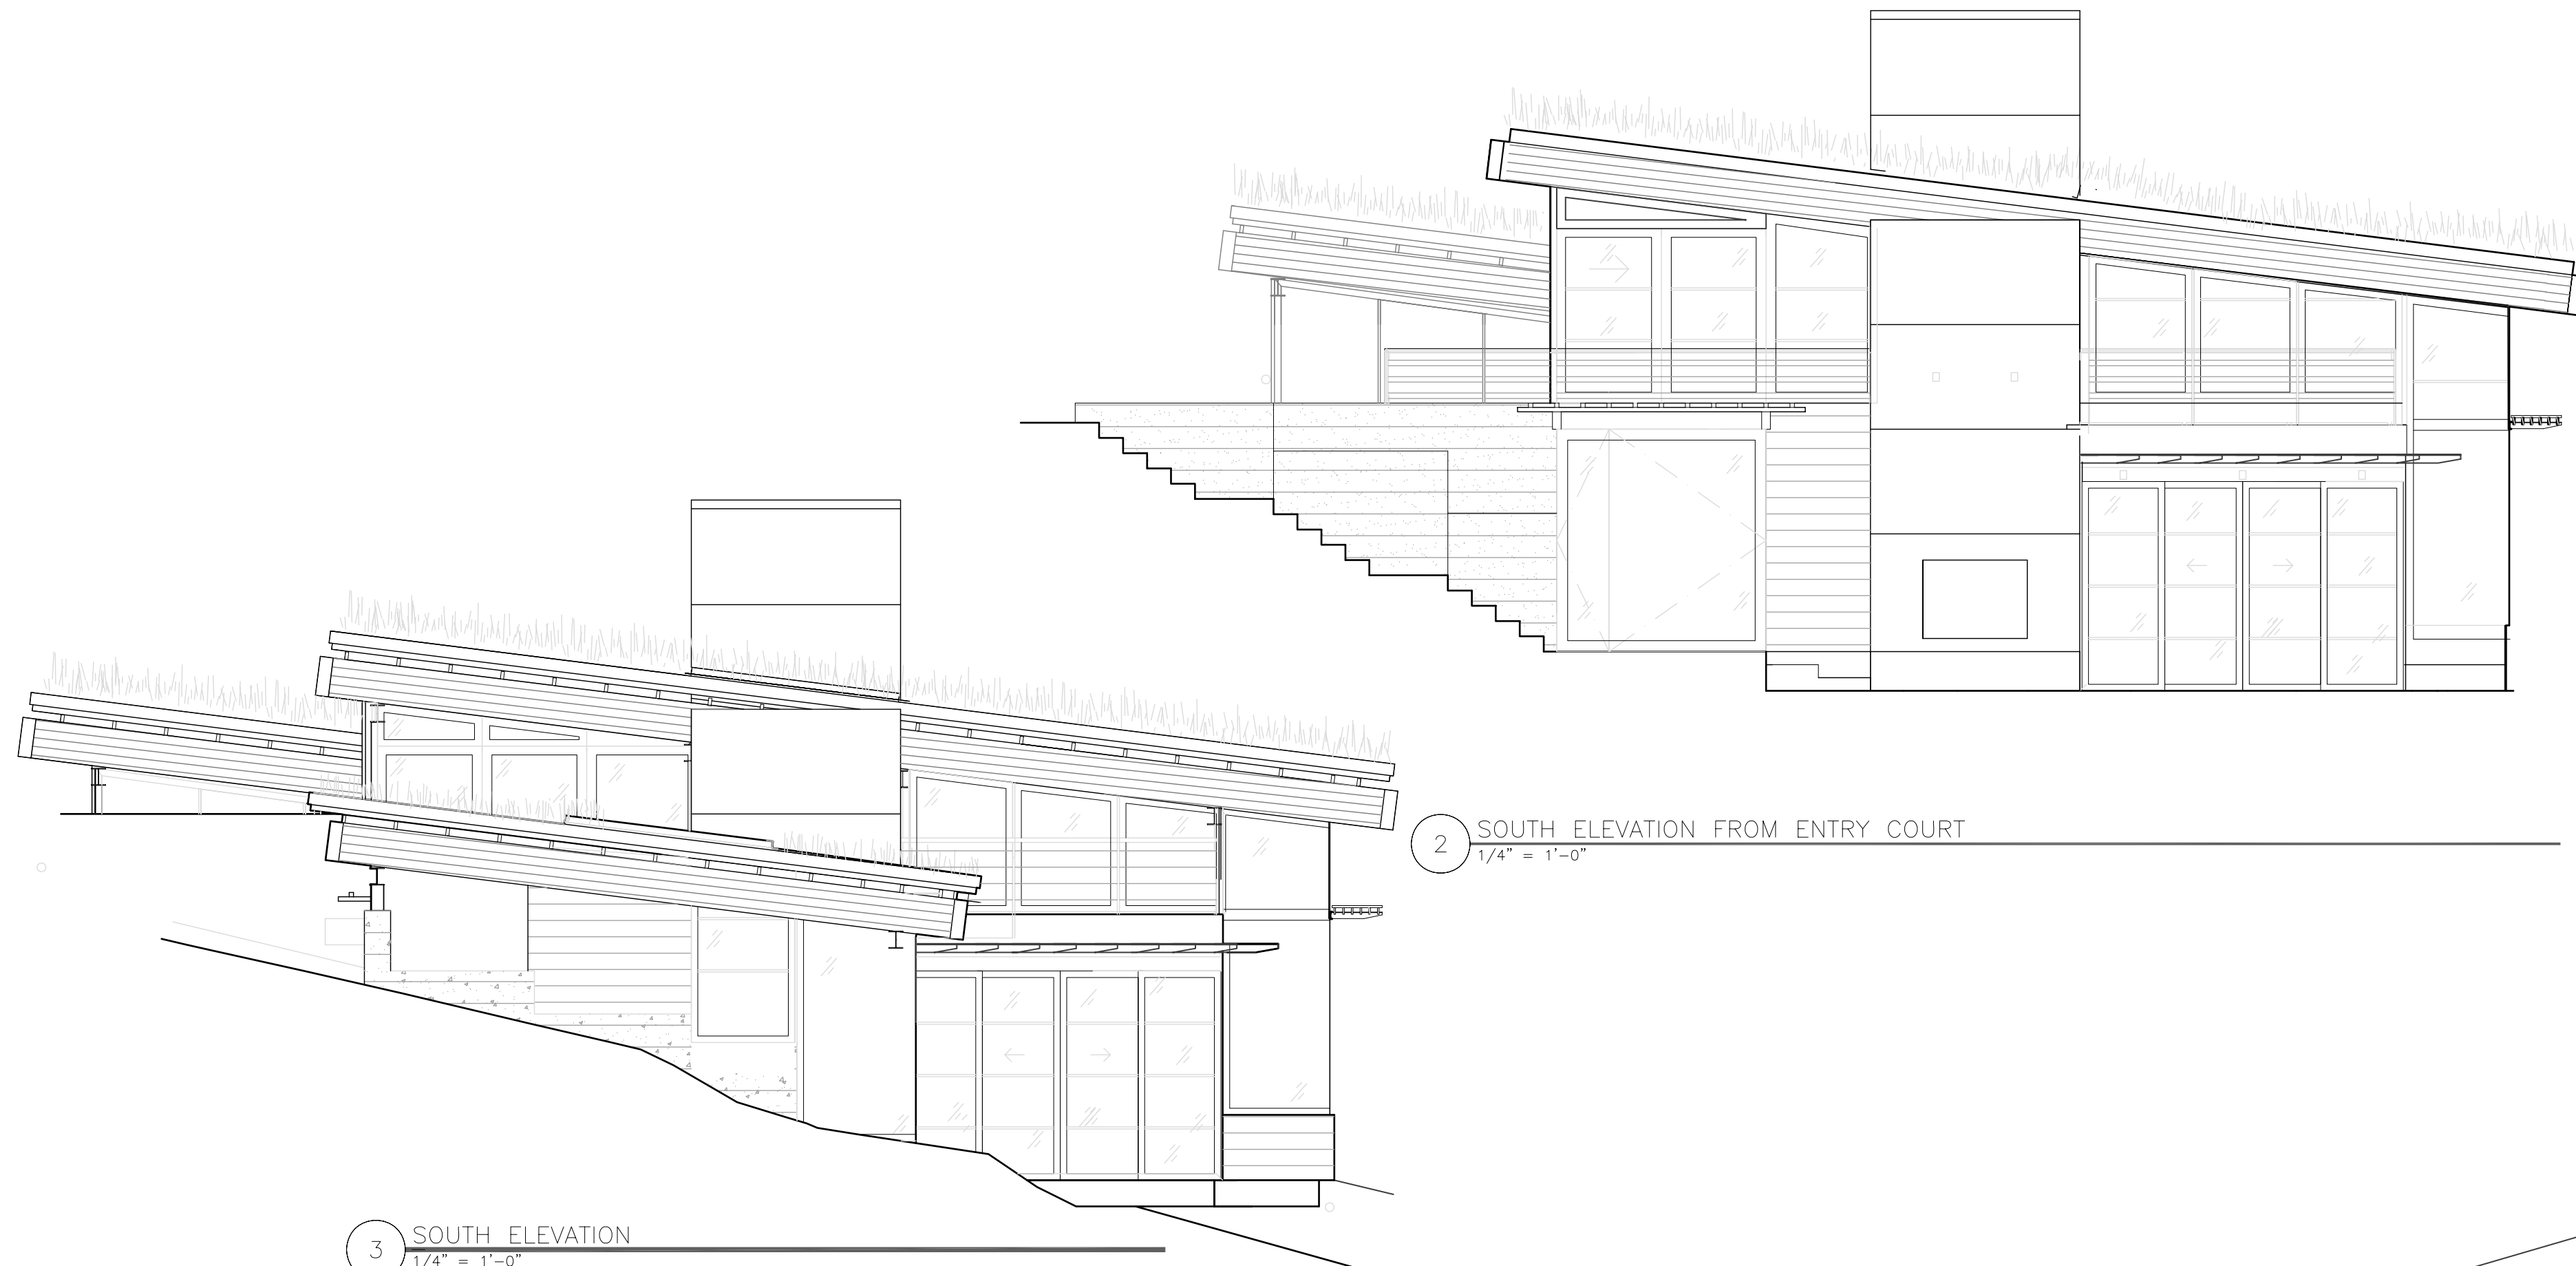 2
SOUTH ELEVATION FROM ENTRY COURT
1/4" = 1'-0"
3
SOUTH ELEVATION
1/4" = 1'-0"